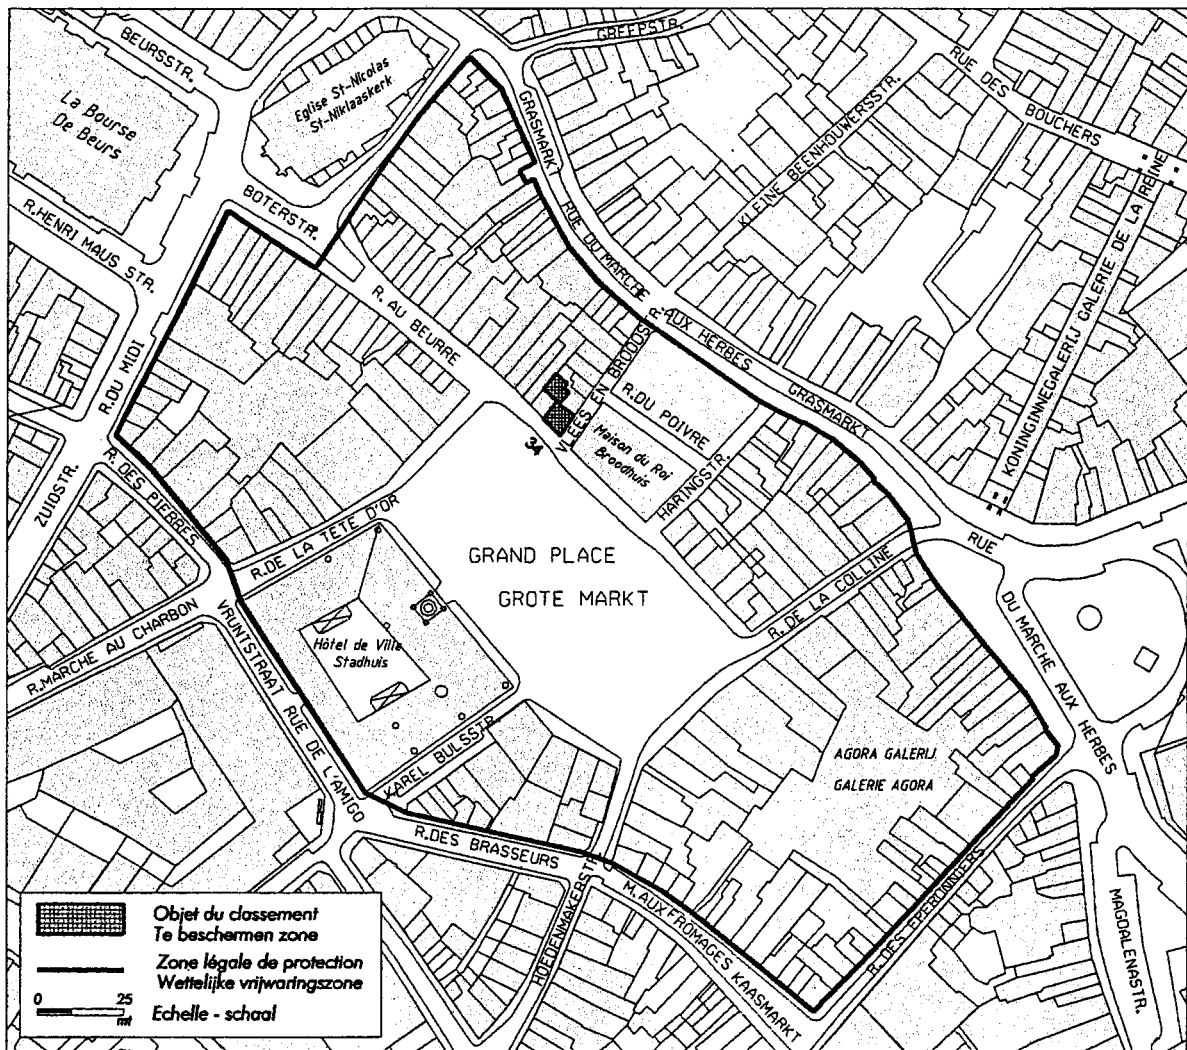 BEURSSTR.
La Bourse
De Beurs
Eglise St-Nicolas
St-Niklaaskerk
GREEPSTR.
GRASMARKT
RUE DES BOUCHERS
KLEINE BEENHOUWERSSTR.
KONINGINNEGALERIJ GALERIE DE LA REINE
R.HENRI MAUS STR.
BOTERSTR.
R. AU BEURRE
RUE DU MARCHE
AUX HERBES
GRASMARKT
R. DU MIDI
ZUIDSTR.
R. DES PIERRES
R.DE LA TETE D'OR
34
VLEES EN BROODSTR.
R.DU POIVRE
Maison du Roi
Broodhuis
HARINGSTR.
GRAND PLACE
GROTE MARKT
R. DE LA COLLINE
RUE
DU MARCHE AUX HERBES
R.MARCHE AU CHARBON
VRUNTSTRAAT RUE DE L'AMIGO
Hôtel de Ville
Stadhuis
KAREL BULSSTR.
AGORA GALERIJ
GALERIE AGORA
R.DES BRASSEURS
HOEDENMAKERSTR.
M. AUX FROMAGES KAASMARKT
R. DES EPERONNIERS
MAGDALENASTR.
Objet du classement
Te beschermen zone
Zone légale de protection
Wettelijke vrijwaringszone
0 25
mt
Echelle - schaal